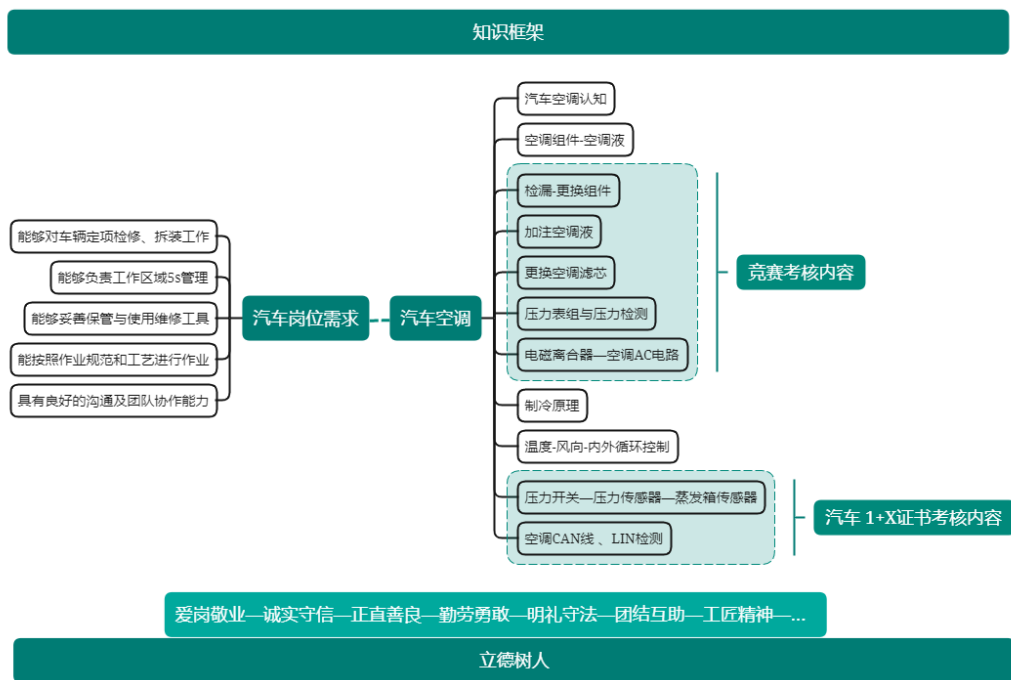 知识框架
汽车空调认知
空调组件-空调液
检漏-更换组件
加注空调液
更换空调滤芯
压力表组与压力检测
电磁离合器—空调AC电路
竞赛考核内容
能够对车辆定项检修、拆装工作
能够负责工作区域5s管理
能够妥善保管与使用维修工具
能按照作业规范和工艺进行作业
具有良好的沟通及团队协作能力
汽车岗位需求
汽车空调
制冷原理
温度-风向-内外循环控制
压力开关—压力传感器—蒸发箱传感器
空调CAN线 、LIN检测
汽车 1+X证书考核内容
爱岗敬业—诚实守信—正直善良—勤劳勇敢—明礼守法—团结互助—工匠精神—...
立德树人